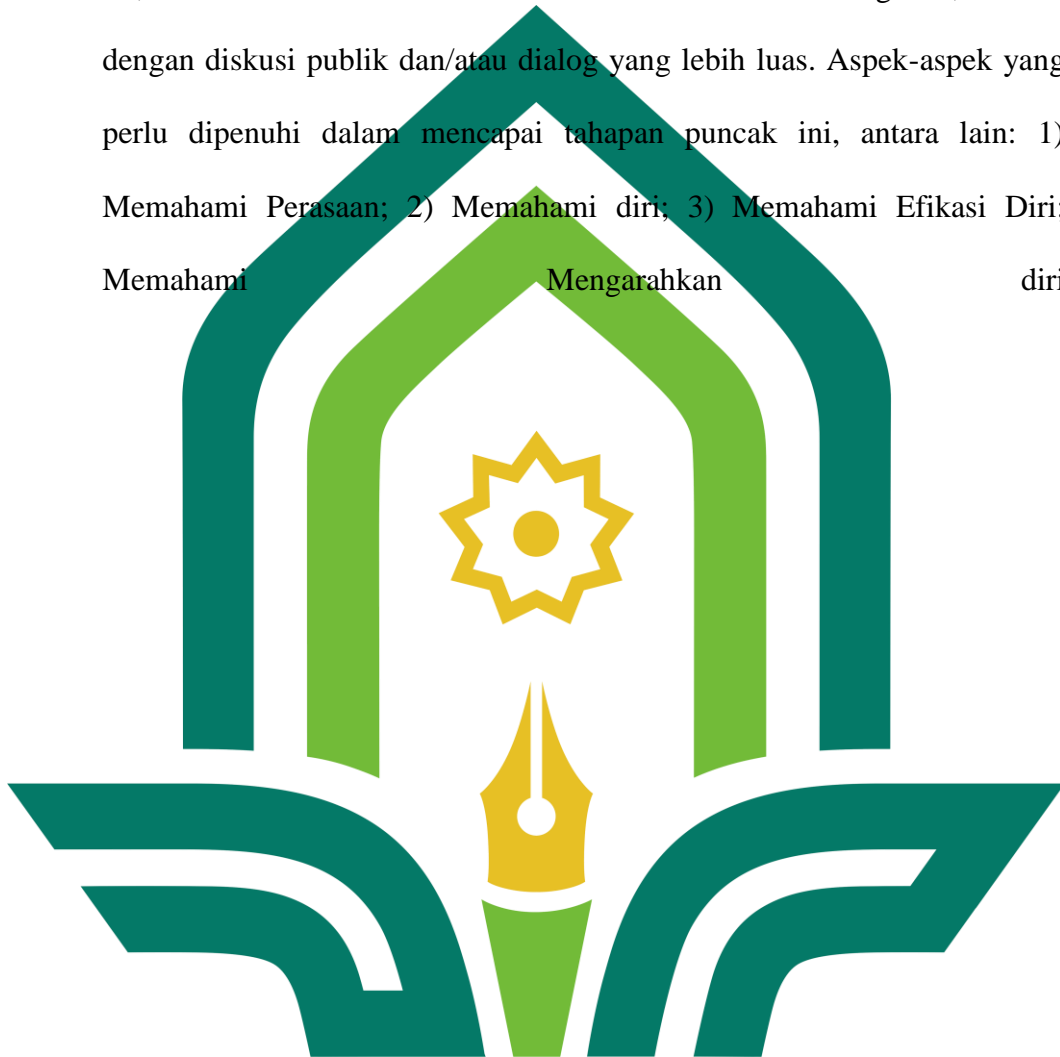 dengan diskusi publik dan/atau dialog yang lebih luas. Aspek-aspek yang
perlu dipenuhi dalam mencapai tahapan puncak ini, antara lain: 1)
Memahami Perasaan; 2) Memahami diri; 3) Memahami Efikasi Diri;
Memahami Mengarahkan diri